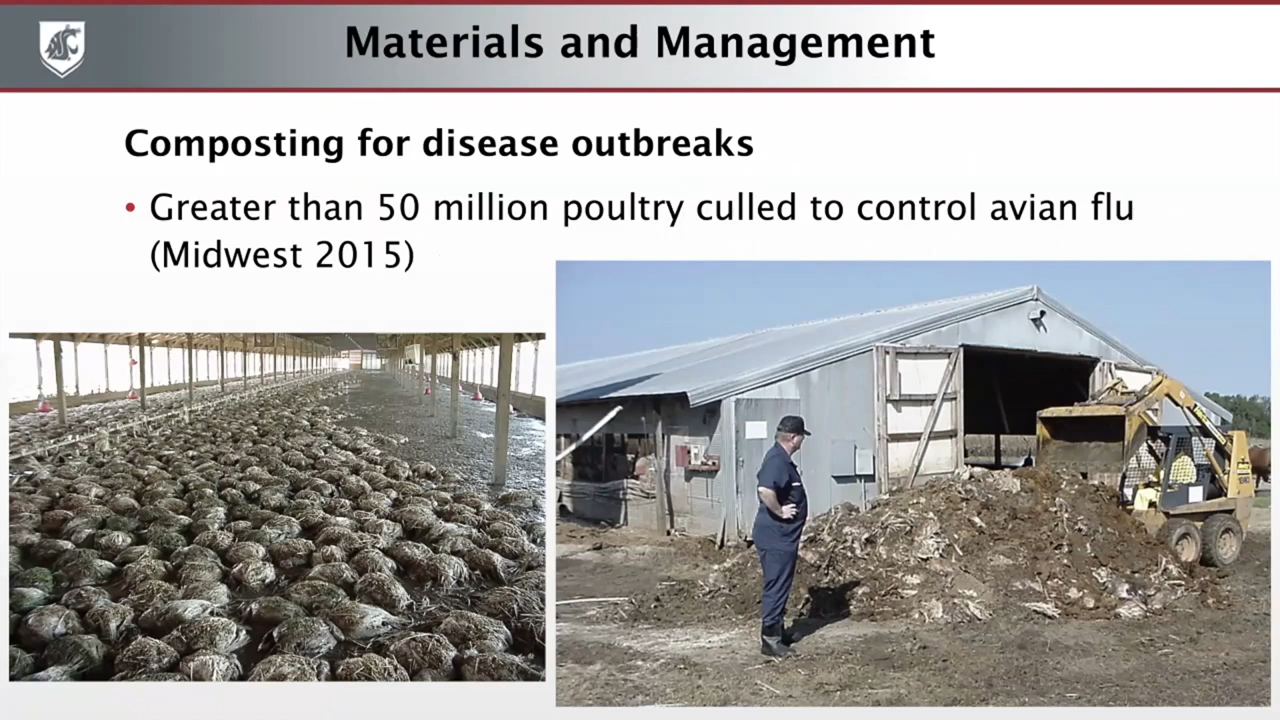 Materials and Management
Composting for disease outbreaks
• Greater than 50 million poultry culled to control avian flu
(Midwest 2015)